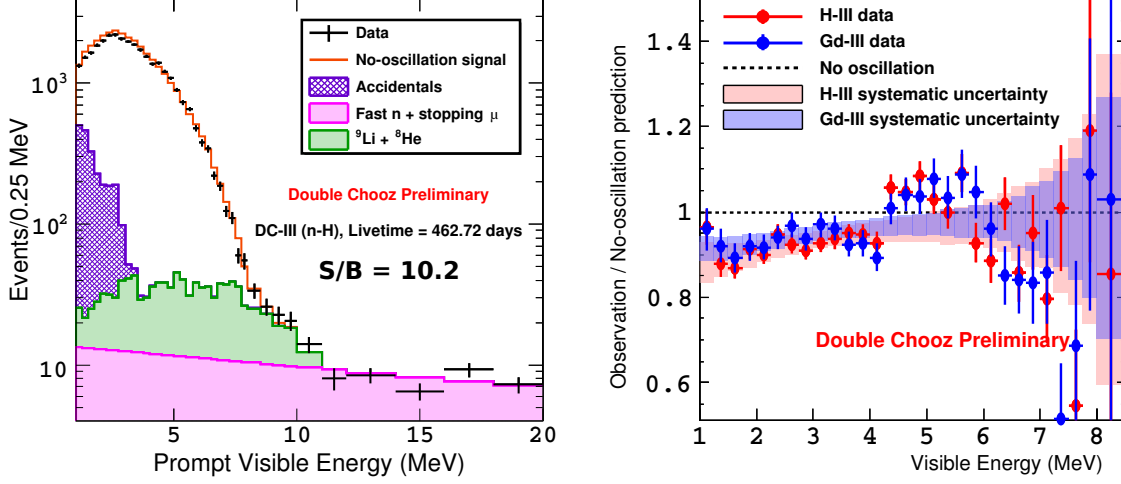 Events/0.25 MeV
10³
10²
10
Data
No-oscillation signal
Accidentals
Fast n + stopping μ
⁹Li + ⁸He
Double Chooz Preliminary
DC-III (n-H), Livetime = 462.72 days
S/B = 10.2
5 10 15 20
Prompt Visible Energy (MeV)
Observation / No-oscillation prediction
1.4
1.2
1
0.8
0.6
H-III data
Gd-III data
No oscillation
H-III systematic uncertainty
Gd-III systematic uncertainty
Double Chooz Preliminary
1 2 3 4 5 6 7 8
Visible Energy (MeV)